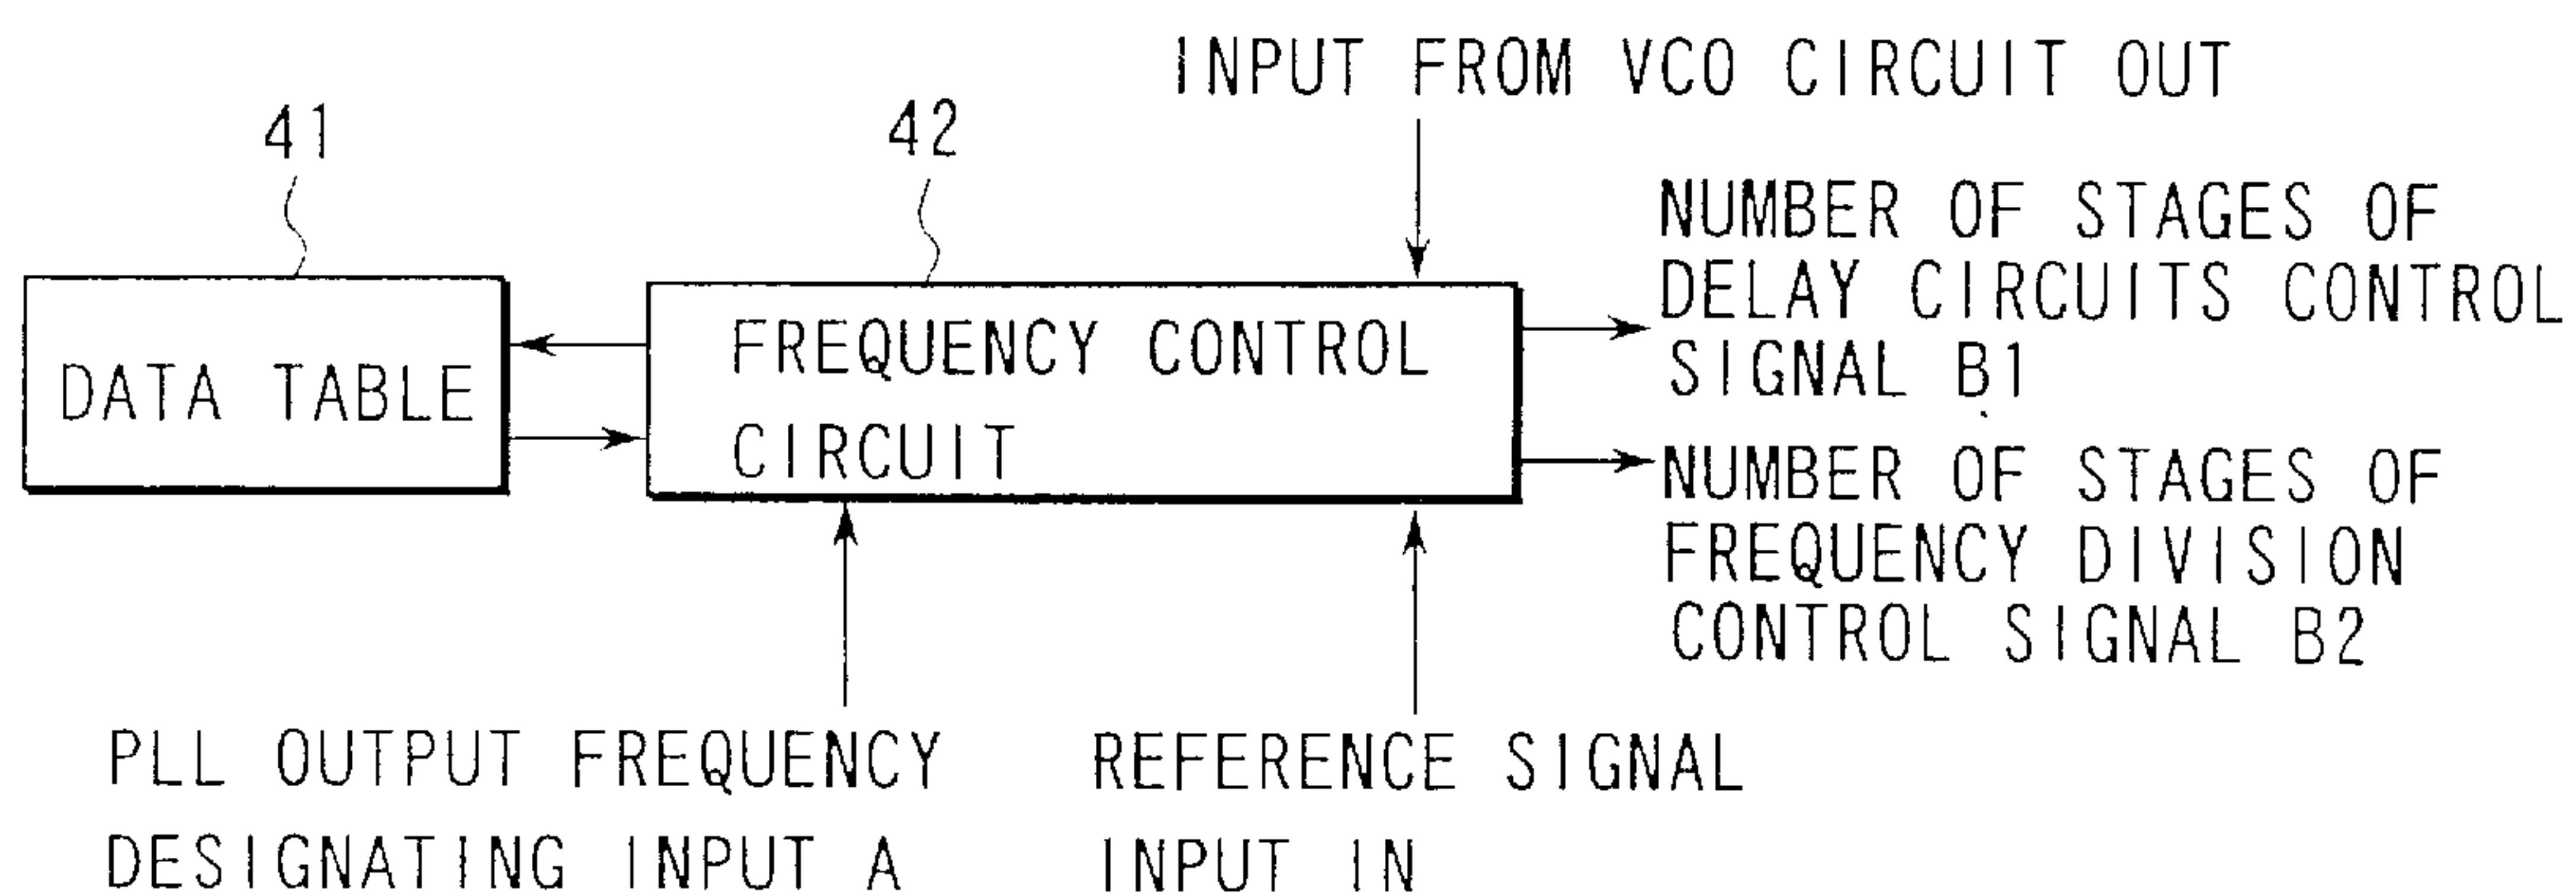 INPUT FROM VCO CIRCUIT OUT
41
42
NUMBER OF STAGES OF
DELAY CIRCUITS CONTROL
SIGNAL B1
DATA TABLE
FREQUENCY CONTROL
CIRCUIT
NUMBER OF STAGES OF
FREQUENCY DIVISION
CONTROL SIGNAL B2
PLL OUTPUT FREQUENCY
DESIGNATING INPUT A
REFERENCE SIGNAL
INPUT IN